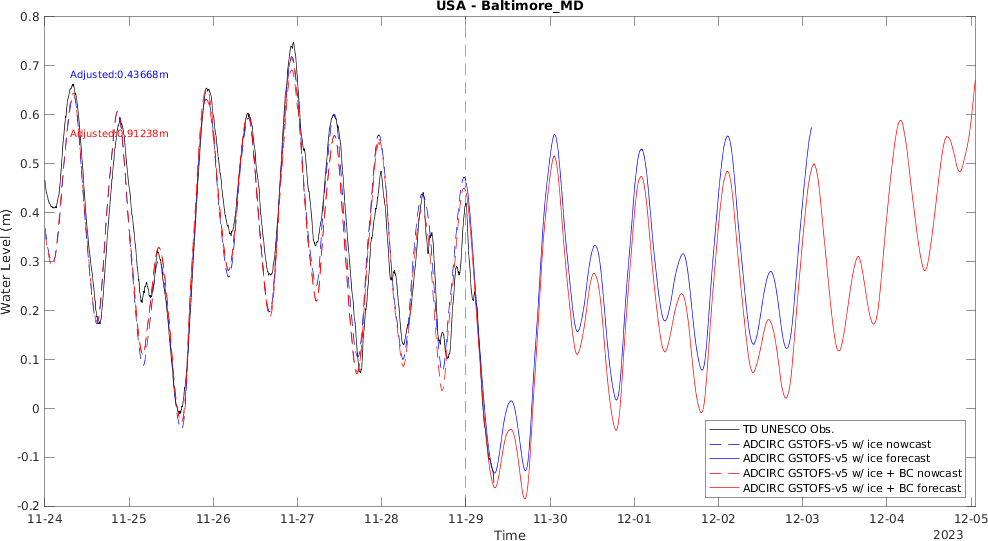 USA - Baltimore_MD
0.8
0.7
0.6
0.5
0.4
0.3
0.2
0.1
0
-0.1
-0.2
Water Level (m)
Adjusted:0.43668m
Adjusted:0.91238m
TD UNESCO Obs.
ADCIRC GSTOFS-v5 w/ ice nowcast
ADCIRC GSTOFS-v5 w/ ice forecast
ADCIRC GSTOFS-v5 w/ ice + BC nowcast
ADCIRC GSTOFS-v5 w/ ice + BC forecast
11-24 11-25 11-26 11-27 11-28 11-29 11-30 12-01 12-02 12-03 12-04 12-05
Time
2023